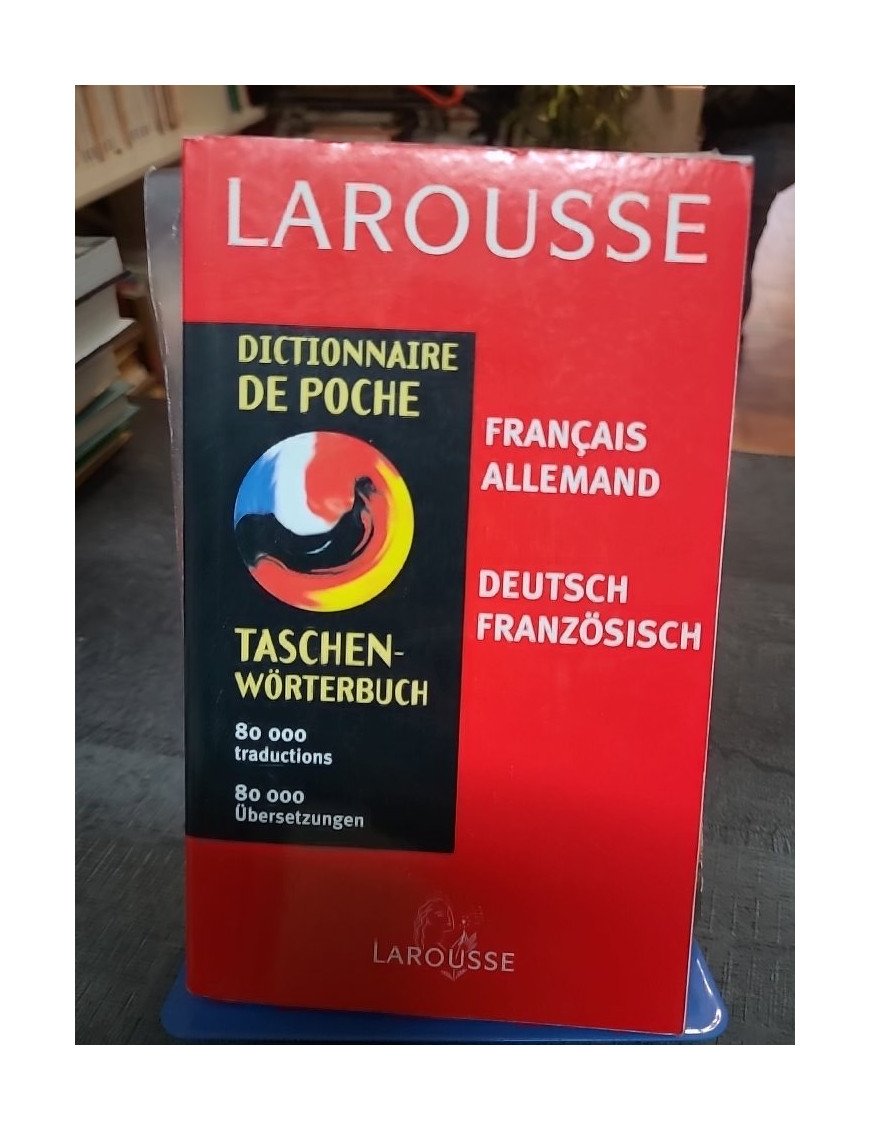 LAROUSSE
DICTIONNAIRE
DE POCHE
FRANÇAIS
ALLEMAND
DEUTSCH
FRANZÖSISCH
TASCHEN-
WÖRTERBUCH
80 000
traductions
80 000
Übersetzungen
LAROUSSE